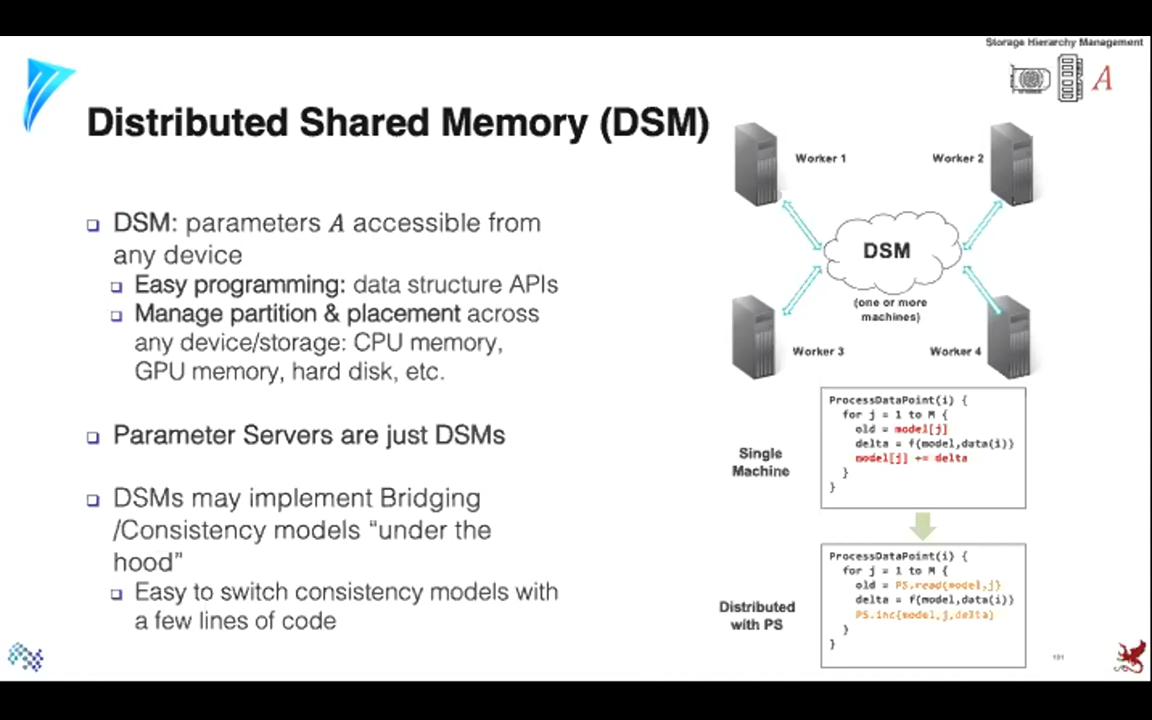 Storage Hierarchy Management
A
Distributed Shared Memory (DSM)
❑ DSM: parameters A accessible from
any device
❑ Easy programming: data structure APIs
❑ Manage partition & placement across
any device/storage: CPU memory,
GPU memory, hard disk, etc.
❑ Parameter Servers are just DSMs
❑ DSMs may implement Bridging
/Consistency models “under the
hood”
❑ Easy to switch consistency models with
a few lines of code
Worker 1
Worker 2
DSM
(one or more
machines)
Worker 3
Worker 4
Single
Machine
ProcessDataPoint(i) {
for j = 1 to M {
old = model[j]
delta = f(model,data(i))
model[j] += delta
}
}
Distributed
with PS
ProcessDataPoint(i) {
for j = 1 to M {
old = PS.read(model,j)
delta = f(model,data(i))
PS.inc(model,j,delta)
}
}